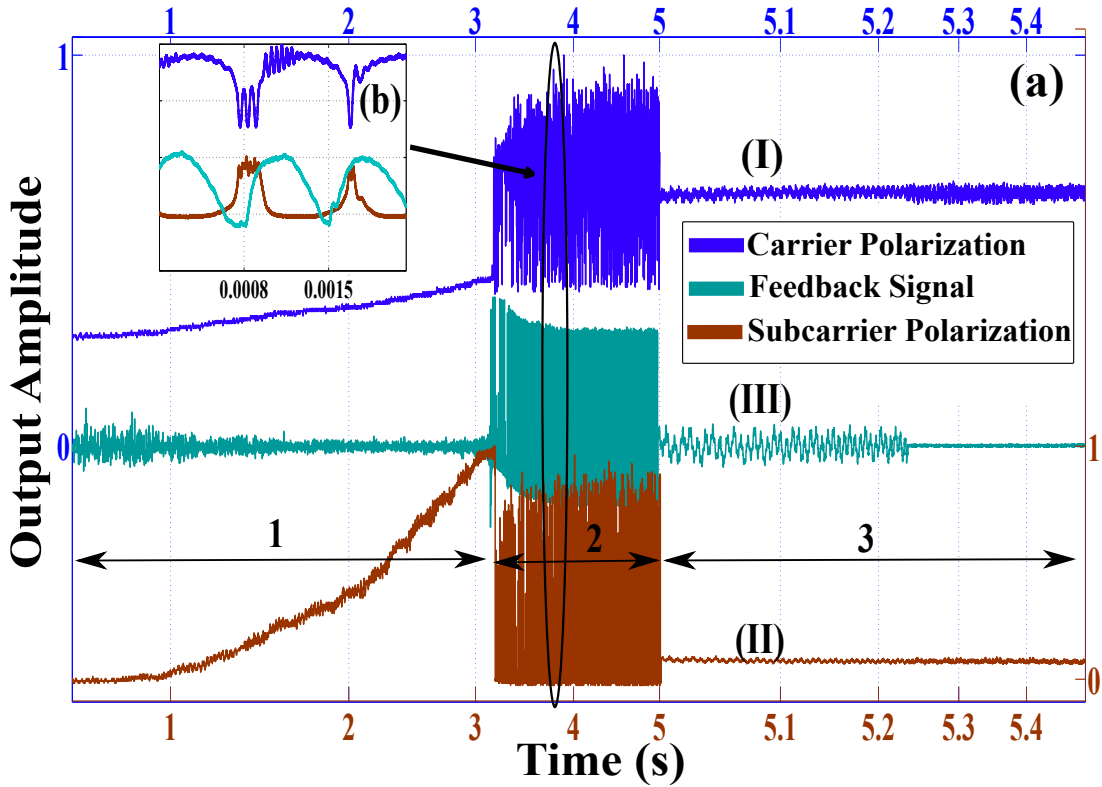 1 2 3 4 5 5.1 5.2 5.3 5.4
1
(a)
(b)
0.0008 0.0015
(I)
Carrier Polarization
Feedback Signal
Subcarrier Polarization
(III)
0
1
1
2
3
(II)
0
1 2 3 4 5 5.1 5.2 5.3 5.4
Time (s)
Output Amplitude